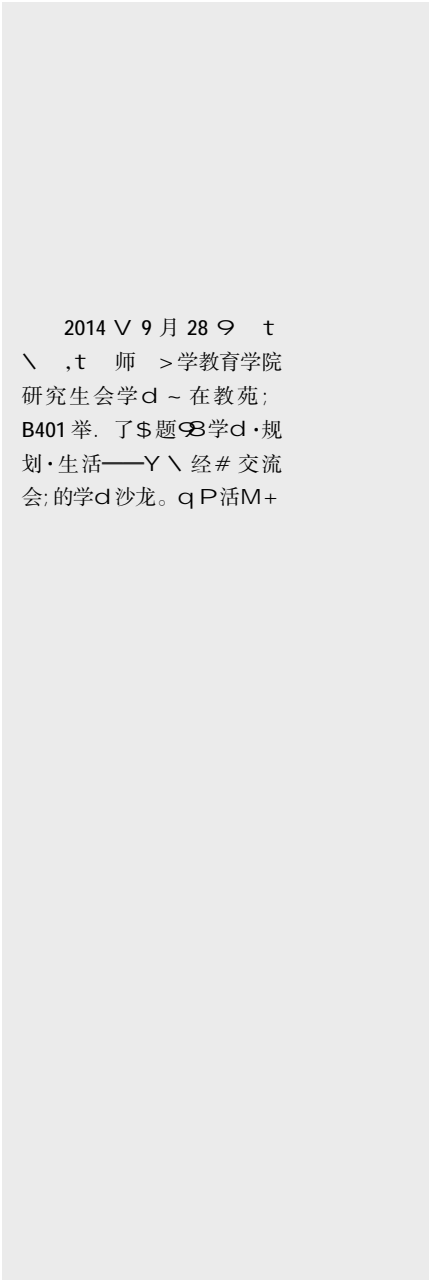 2014 V 9 月 28 9 t
\ ,t 师 > 学教育学院
研究生会学d ~ 在教苑;
B401 举. 了$题98学d ·规
划·生活——Y \ 经# 交流
会;的学d 沙龙。q P活M+